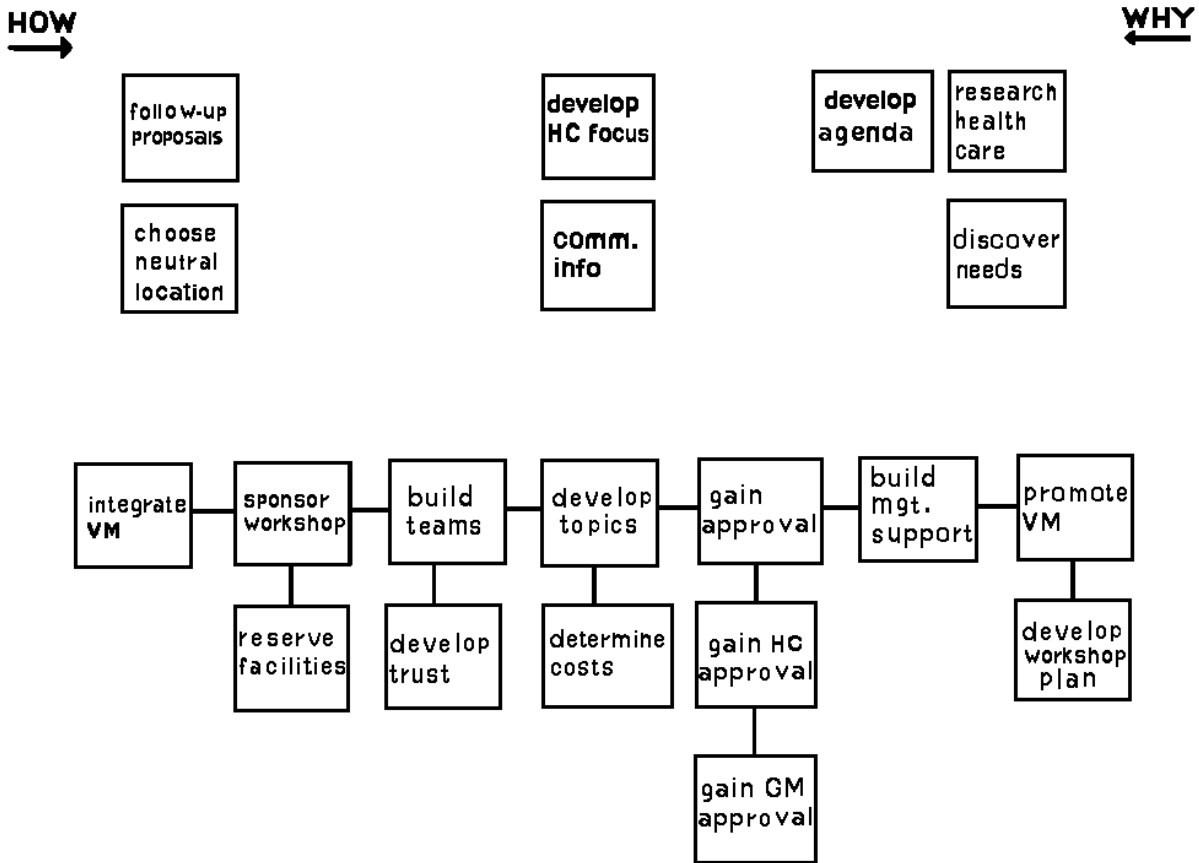 HOW
WHY
follow-up
proposals
develop
HC focus
develop
agenda
research
health
care
choose
neutral
location
comm.
info
discover
needs
integrate
VM
sponsor
workshop
build
teams
develop
topics
gain
approval
build
mgt.
support
promote
VM
reserve
facilities
develop
trust
determine
costs
gain HC
approval
develop
workshop
plan
gain GM
approval